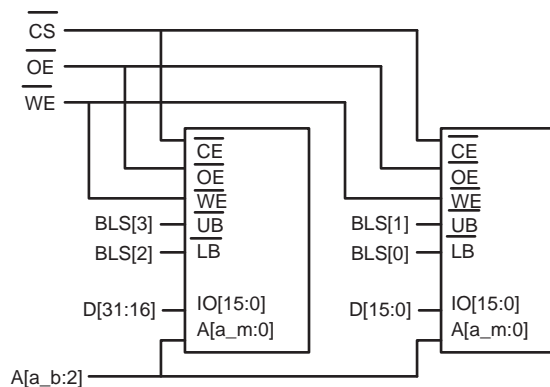 CS
OE
WE
CE
OE
WE
UB
LB
BLS[3]
BLS[2]
D[31:16]
IO[15:0]
A[a_m:0]
CE
OE
WE
UB
LB
BLS[1]
BLS[0]
D[15:0]
IO[15:0]
A[a_m:0]
A[a_b:2]